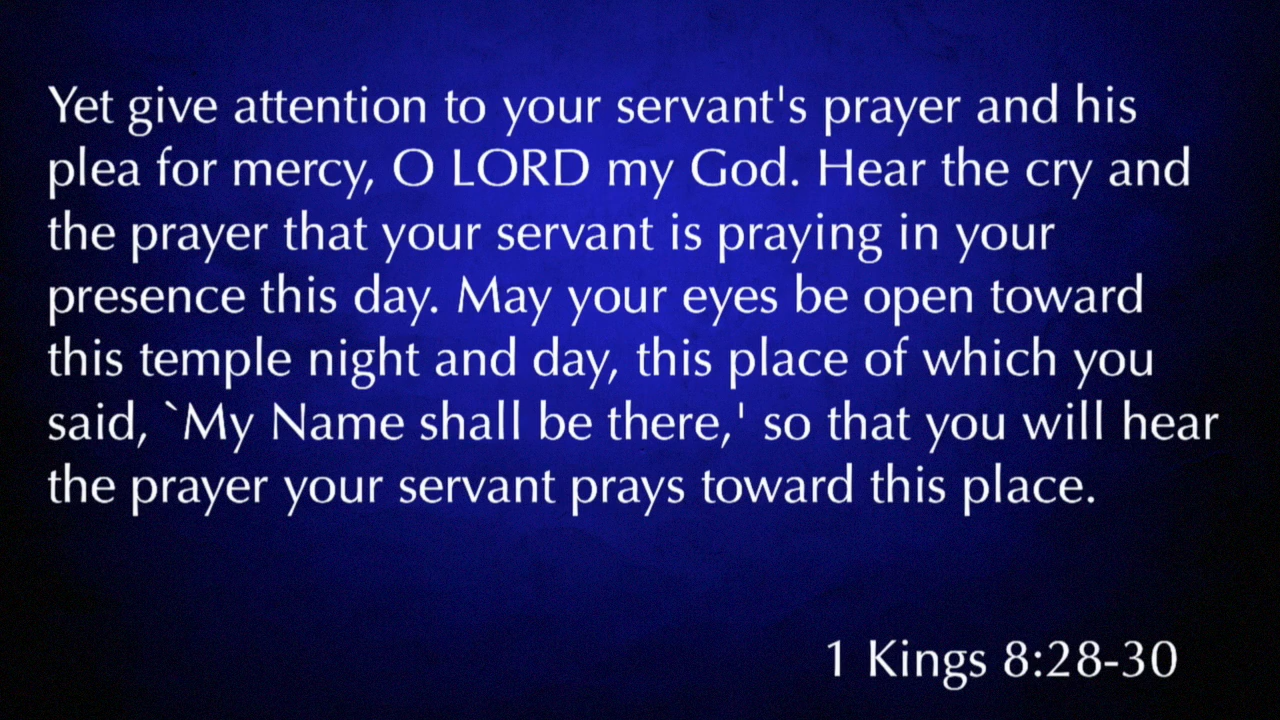 Yet give attention to your servant's prayer and his
plea for mercy, O LORD my God. Hear the cry and
the prayer that your servant is praying in your
presence this day. May your eyes be open toward
this temple night and day, this place of which you
said, `My Name shall be there,' so that you will hear
the prayer your servant prays toward this place.
1 Kings 8:28-30